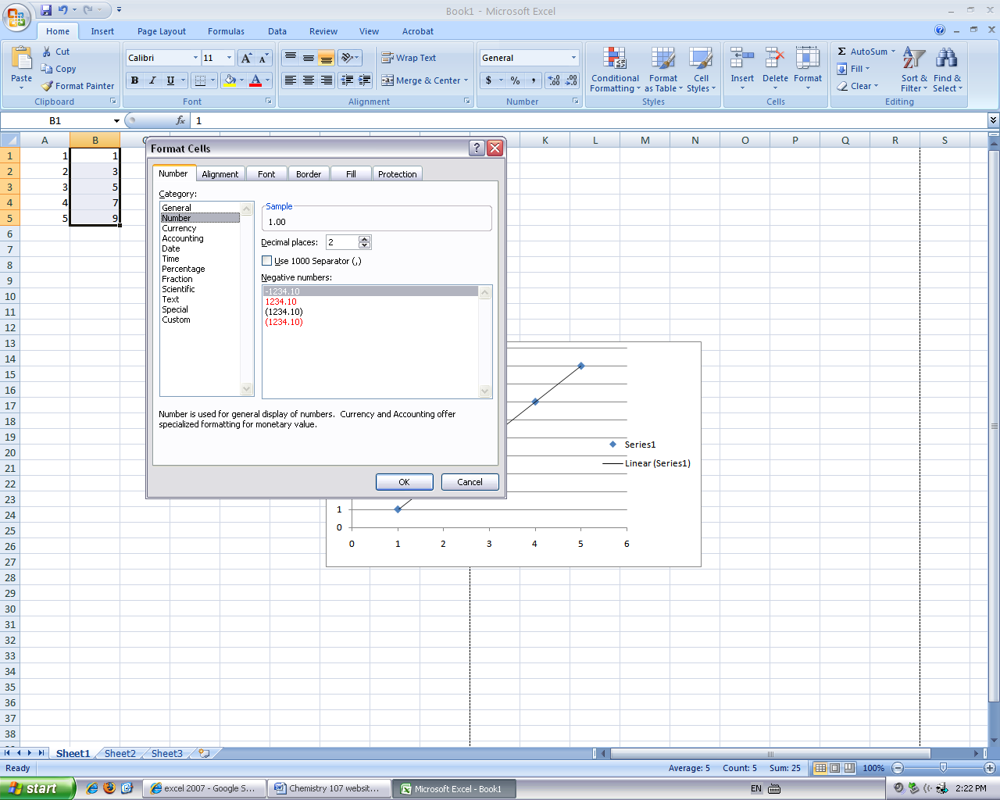 Book1 - Microsoft Excel
Home Insert Page Layout Formulas Data Review View Acrobat
Paste
Cut
Copy
Format Painter
Clipboard
Calibri 11
B I U
Font
Wrap Text
Merge & Center
Alignment
General
$ % ,
Number
Conditional Formatting
Format as Table
Cell Styles
Styles
Insert Delete Format
Cells
Σ AutoSum
Fill
Clear
Sort & Filter
Find & Select
Editing
B1 fx 1
A B K L M N O P Q R S
1 1 1
2 2 3
3 3 5
4 4 7
5 5 9
6
7
8
9
10
11
12
13
14
15
16
17
18
19
20
21
22
23
24
25
26
27
28
29
30
31
32
33
34
35
36
37
38
Format Cells
Number Alignment Font Border Fill Protection
Category:
General
Number
Currency
Accounting
Date
Time
Percentage
Fraction
Scientific
Text
Special
Custom
Sample
1.00
Decimal places: 2
Use 1000 Separator (,)
Negative numbers:
-1234.10
1234.10
(1234.10)
(1234.10)
Number is used for general display of numbers. Currency and Accounting offer
specialized formatting for monetary value.
OK Cancel
Series1
Linear (Series1)
1
0
0 1 2 3 4 5 6
Sheet1 Sheet2 Sheet3
Ready Average: 5 Count: 5 Sum: 25 100%
start excel 2007 - Google S... Chemistry 107 websit... Microsoft Excel - Book1 EN 2:22 PM